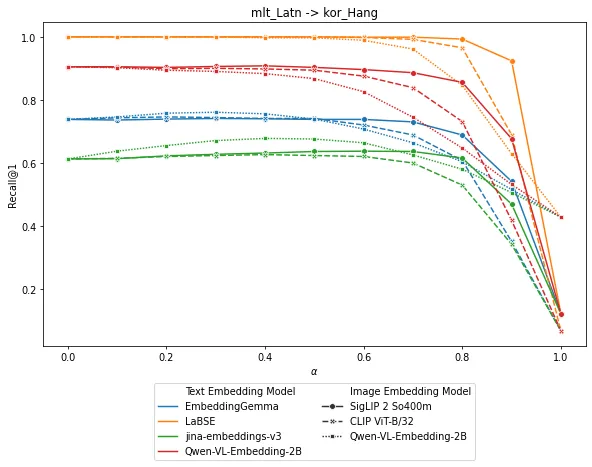 mlt_Latn -> kor_Hang
Recall@1
1.0
0.8
0.6
0.4
0.2
0.0 0.2 0.4 0.6 0.8 1.0
α
Text Embedding Model Image Embedding Model
EmbeddingGemma SigLIP 2 So400m
LaBSE CLIP ViT-B/32
jina-embeddings-v3 Qwen-VL-Embedding-2B
Qwen-VL-Embedding-2B